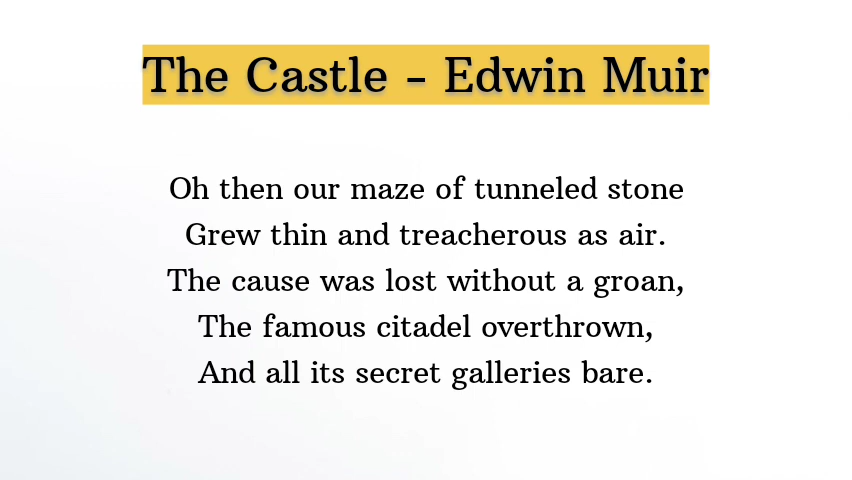 The Castle - Edwin Muir
Oh then our maze of tunneled stone
Grew thin and treacherous as air.
The cause was lost without a groan,
The famous citadel overthrown,
And all its secret galleries bare.